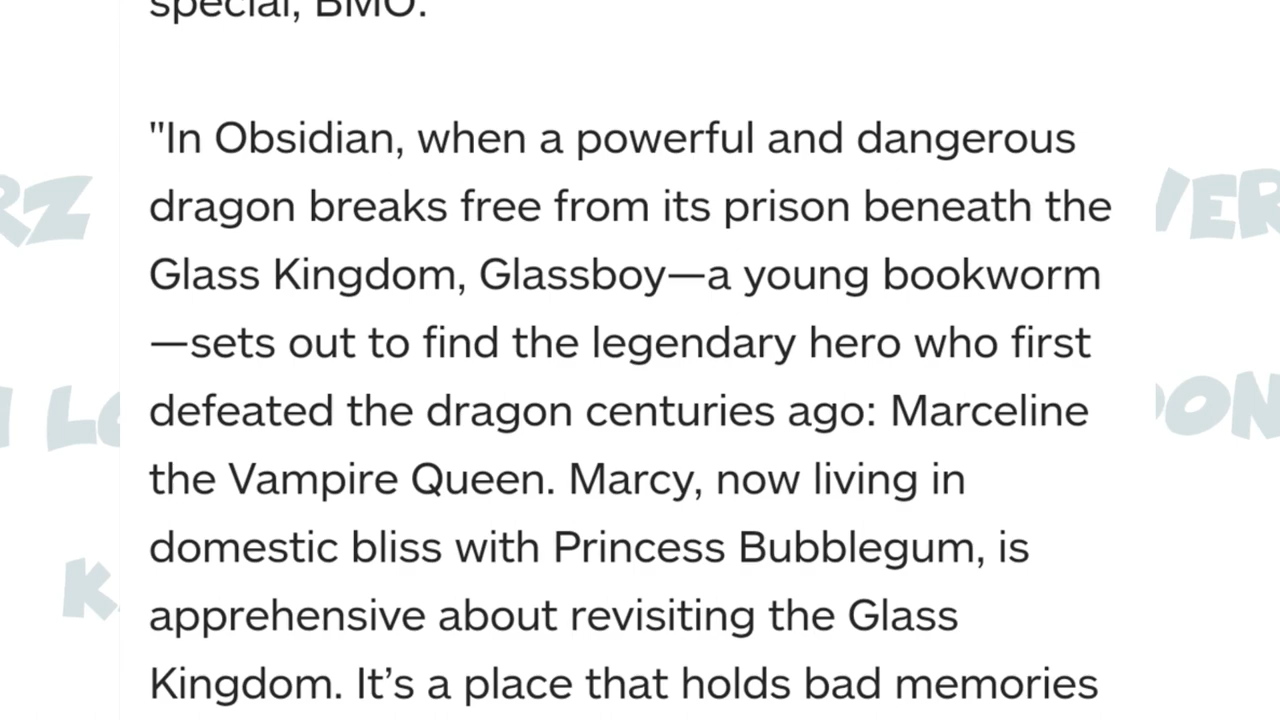 special, BMO.
"In Obsidian, when a powerful and dangerous
dragon breaks free from its prison beneath the
Glass Kingdom, Glassboy—a young bookworm
—sets out to find the legendary hero who first
defeated the dragon centuries ago: Marceline
the Vampire Queen. Marcy, now living in
domestic bliss with Princess Bubblegum, is
apprehensive about revisiting the Glass
Kingdom. It’s a place that holds bad memories